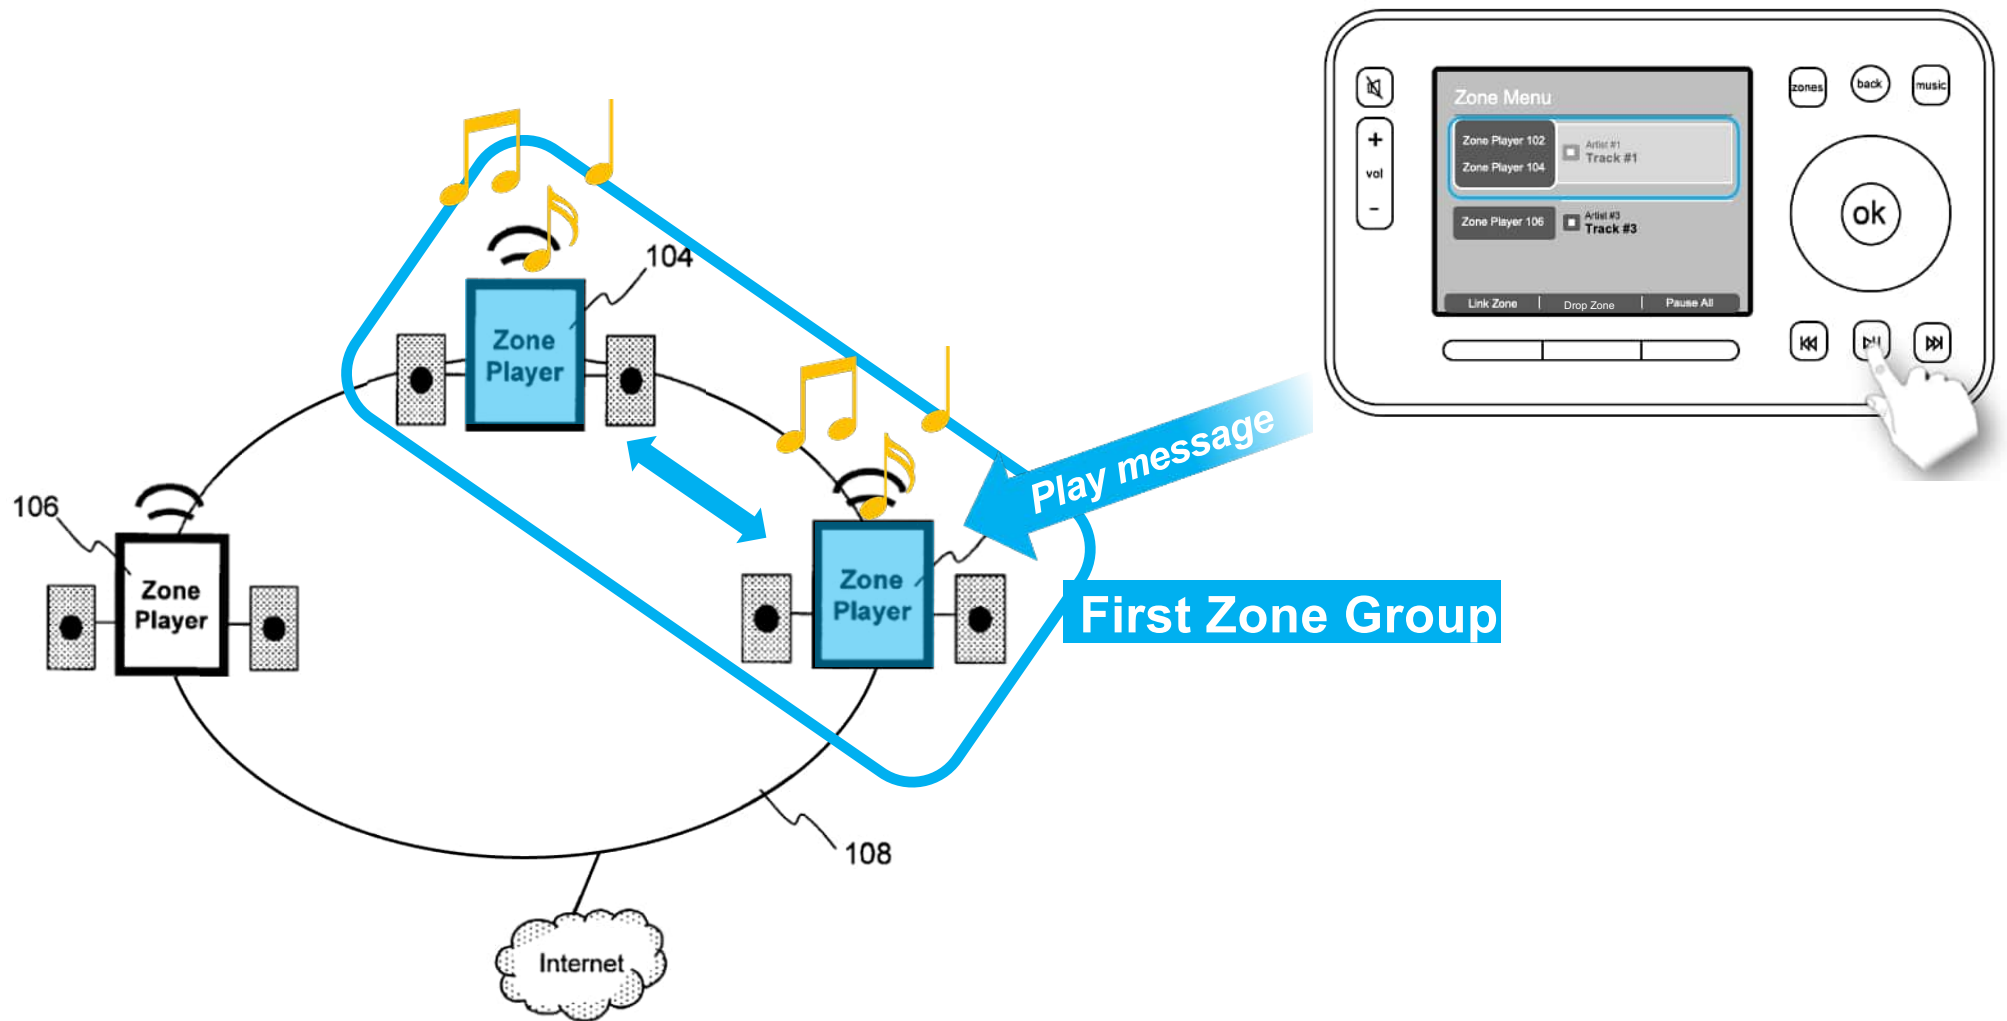 zones
back
music
Zone Menu
Zone Player 102
Zone Player 104
Artist #1
Track #1
+
vol
-
ok
Zone Player 106
Artist #3
Track #3
Link Zone | Drop Zone | Pause All
104
Zone
Player
Play message
106
Zone
Player
Zone
Player
First Zone Group
108
Internet